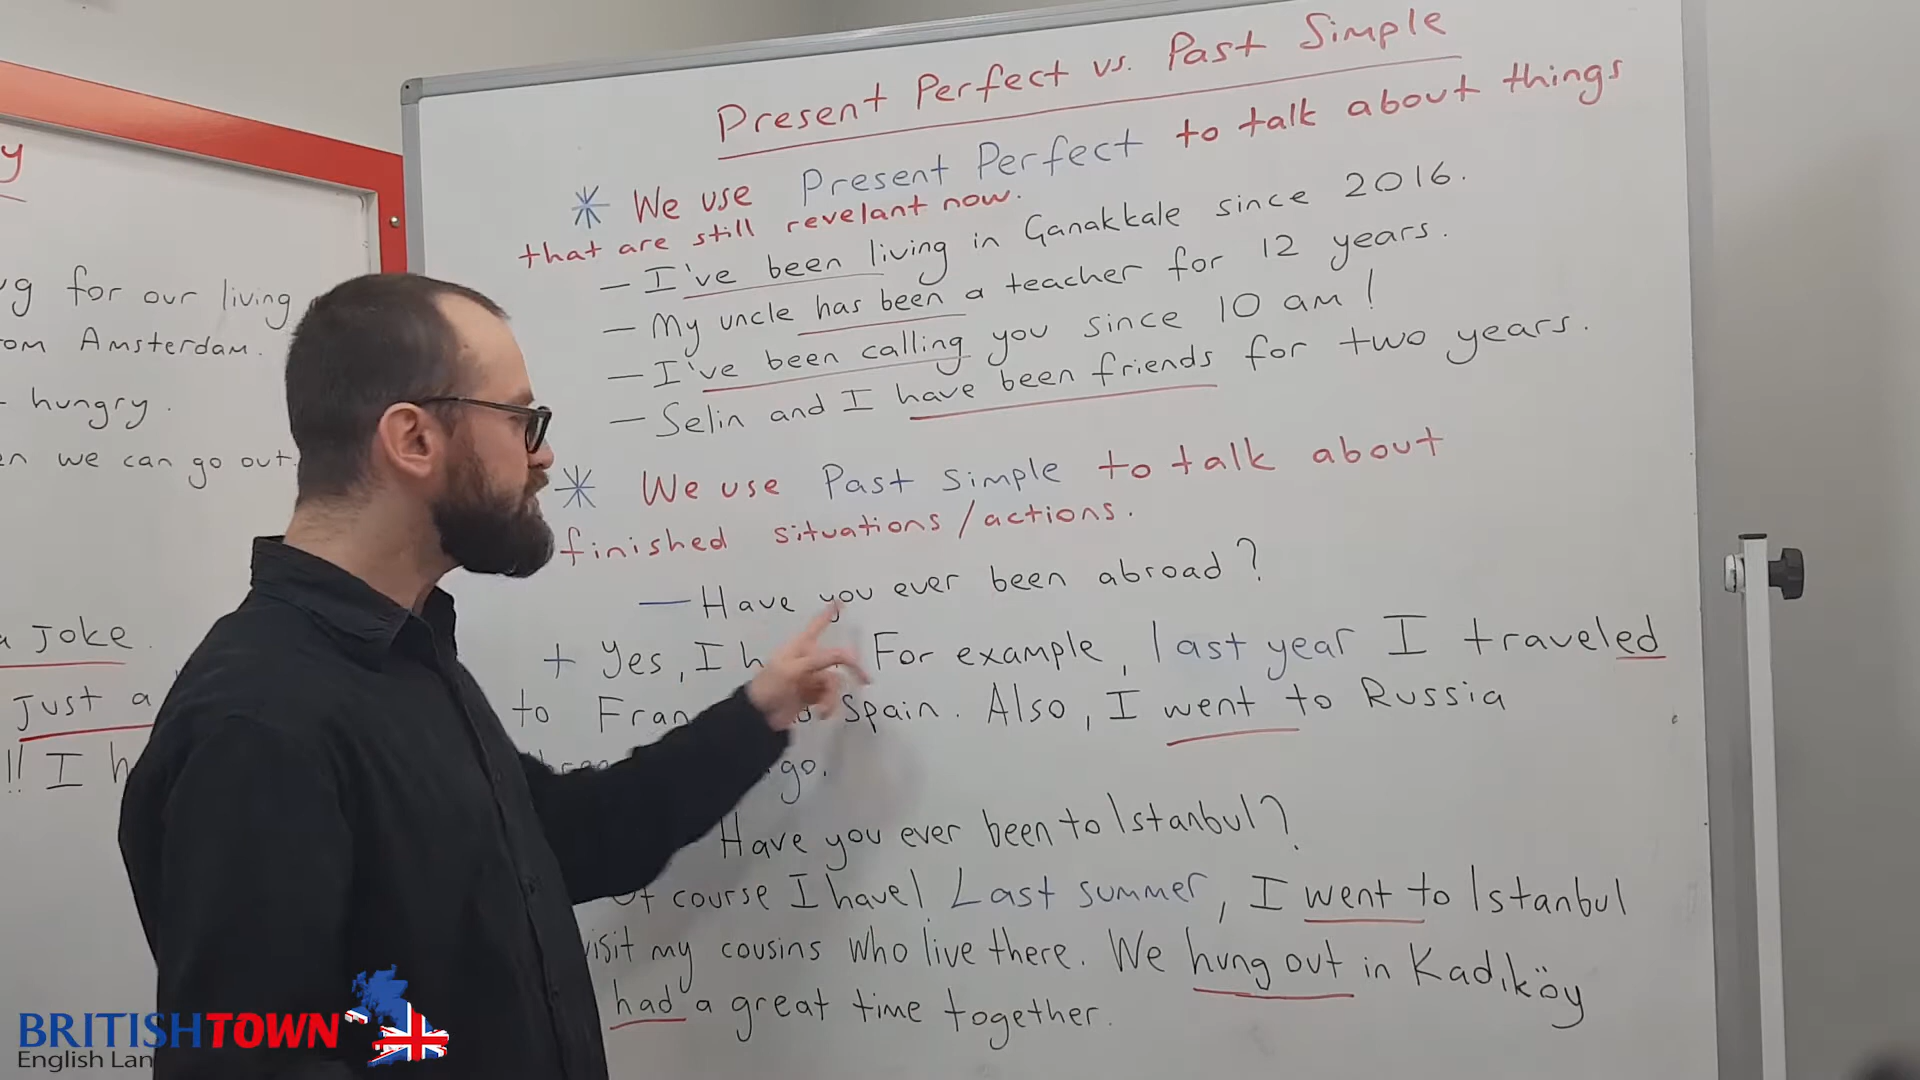 y
g for our living
om Amsterdam.
hungry.
n we can go out.
a joke.
Just a
!! I h
Present Perfect vs. Past Simple
We use Present Perfect to talk about things
that are still revelant now.
— I've been living in Çanakkale since 2016.
— My uncle has been a teacher for 12 years.
— I've been calling you since 10 am!
— Selin and I have been friends for two years.
We use Past Simple to talk about
finished situations/actions.
— Have you ever been abroad?
+ Yes, I h For example, last year I traveled
to Fran Spain. Also, I went to Russia
go.
Have you ever been to Istanbul?
Of course I have! Last summer, I went to Istanbul
visit my cousins who live there. We hung out in Kadıköy
had a great time together.
BRITISHTOWN
English Lan